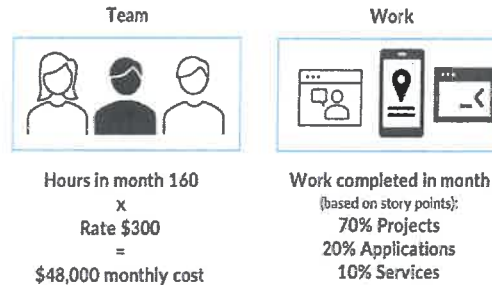 Team
Hours in month 160
x
Rate $300
=
$48,000 monthly cost
Work
Work completed in month
(based on story points):
70% Projects
20% Applications
10% Services